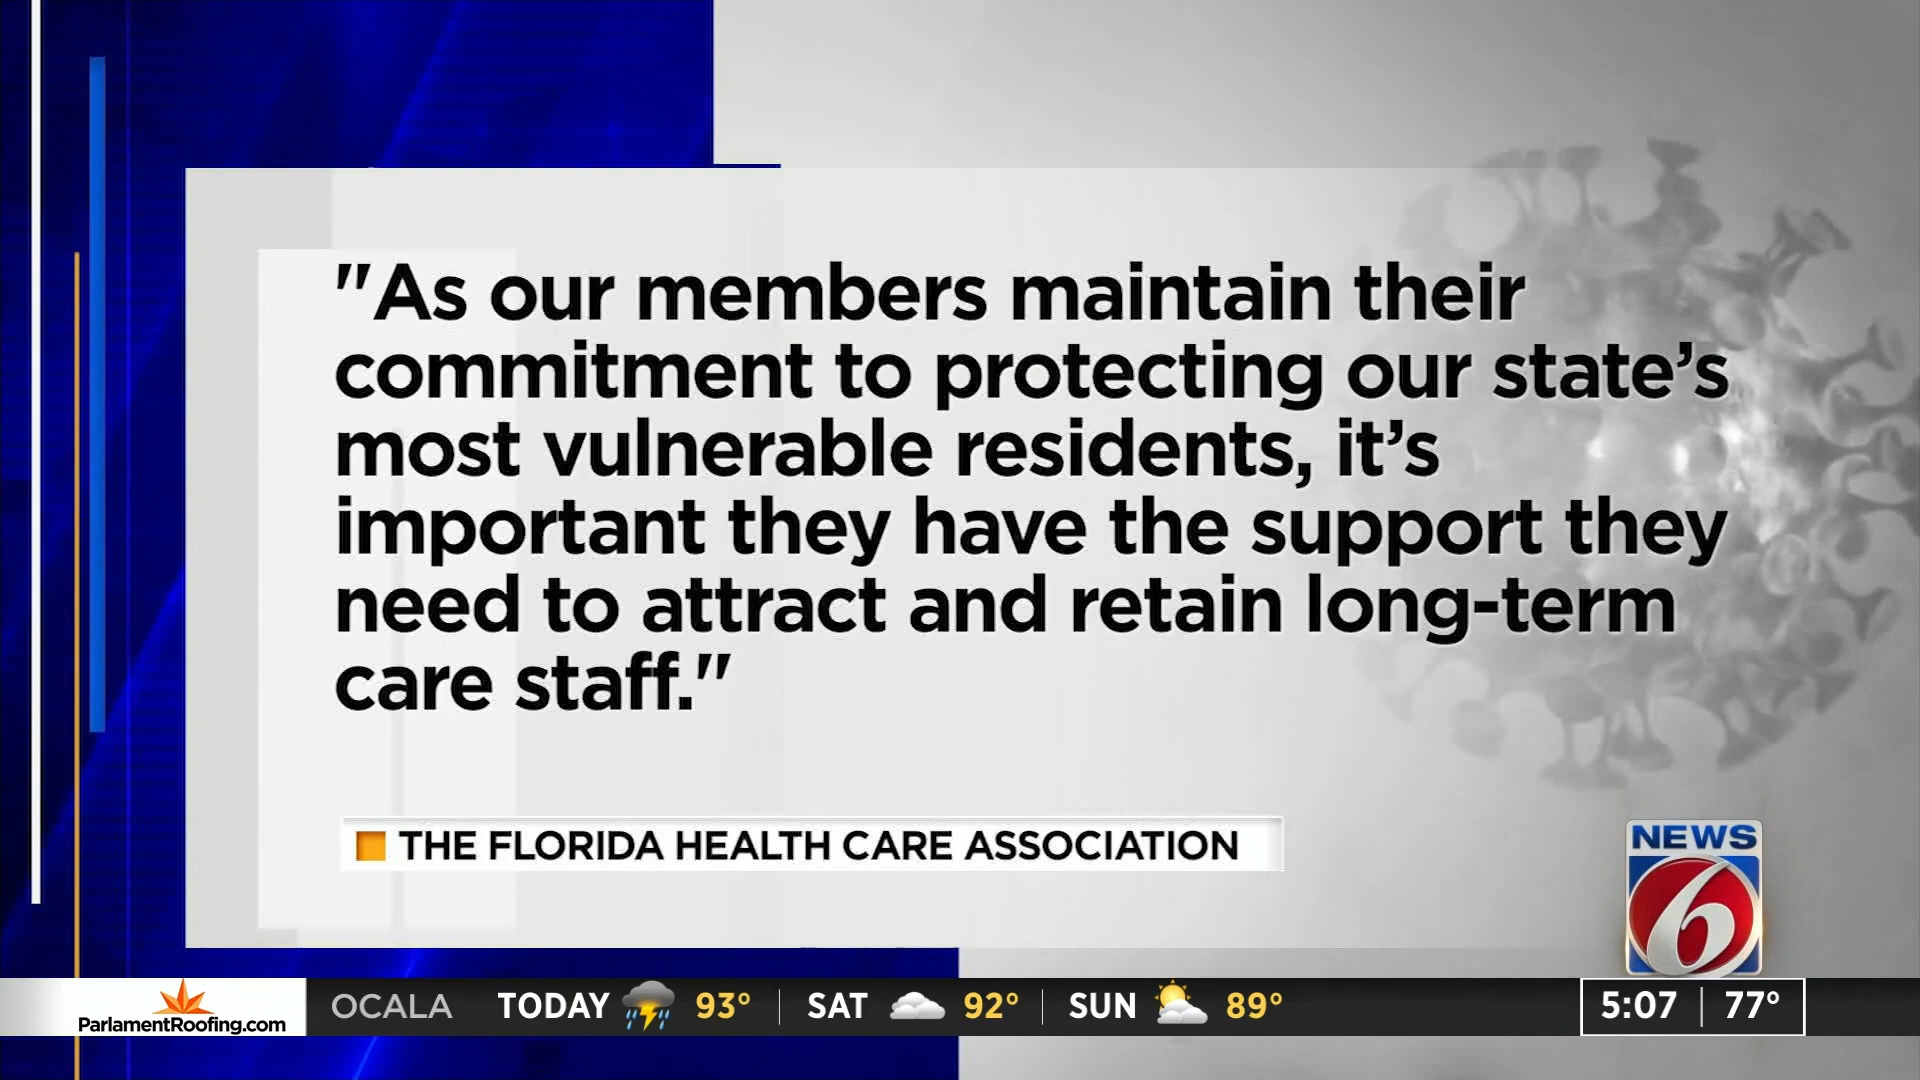 "As our members maintain their
commitment to protecting our state’s
most vulnerable residents, it’s
important they have the support they
need to attract and retain long-term
care staff."
THE FLORIDA HEALTH CARE ASSOCIATION
NEWS
6
ParlamentRoofing.com
OCALA TODAY 93° SAT 92° SUN 89°
5:07 77°